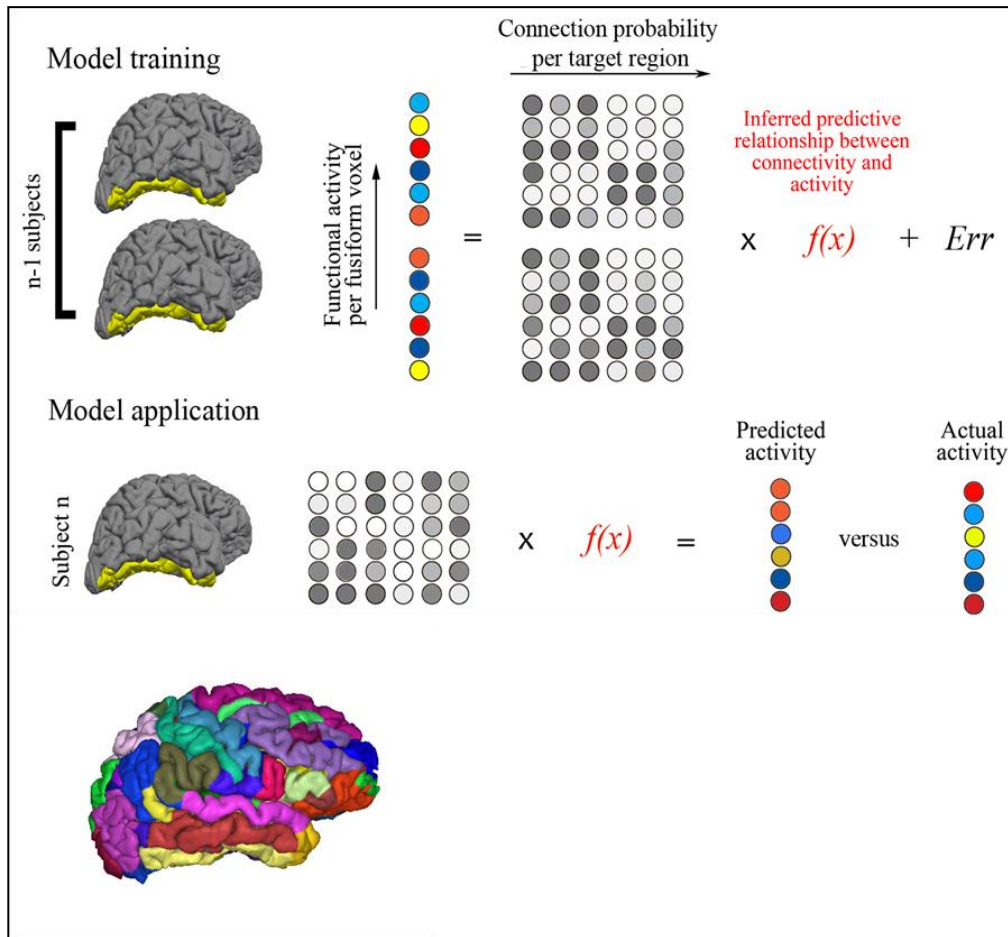 Model training
n-1 subjects
Functional activity
per fusiform voxel
=
Connection probability
per target region
Inferred predictive
relationship between
connectivity and
activity
x f(x) + Err
Model application
Subject n
x f(x) =
Predicted
activity
versus
Actual
activity